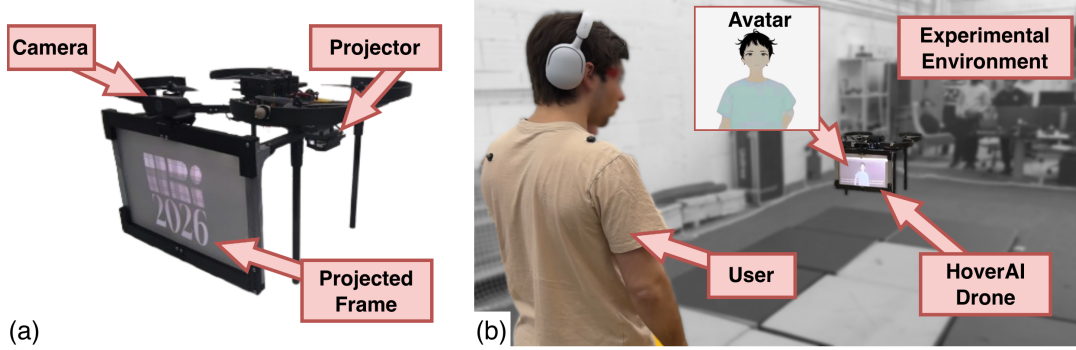 Camera
Projector
2026
Projected
Frame
(a)
Avatar
Experimental
Environment
User
HoverAI
Drone
(b)